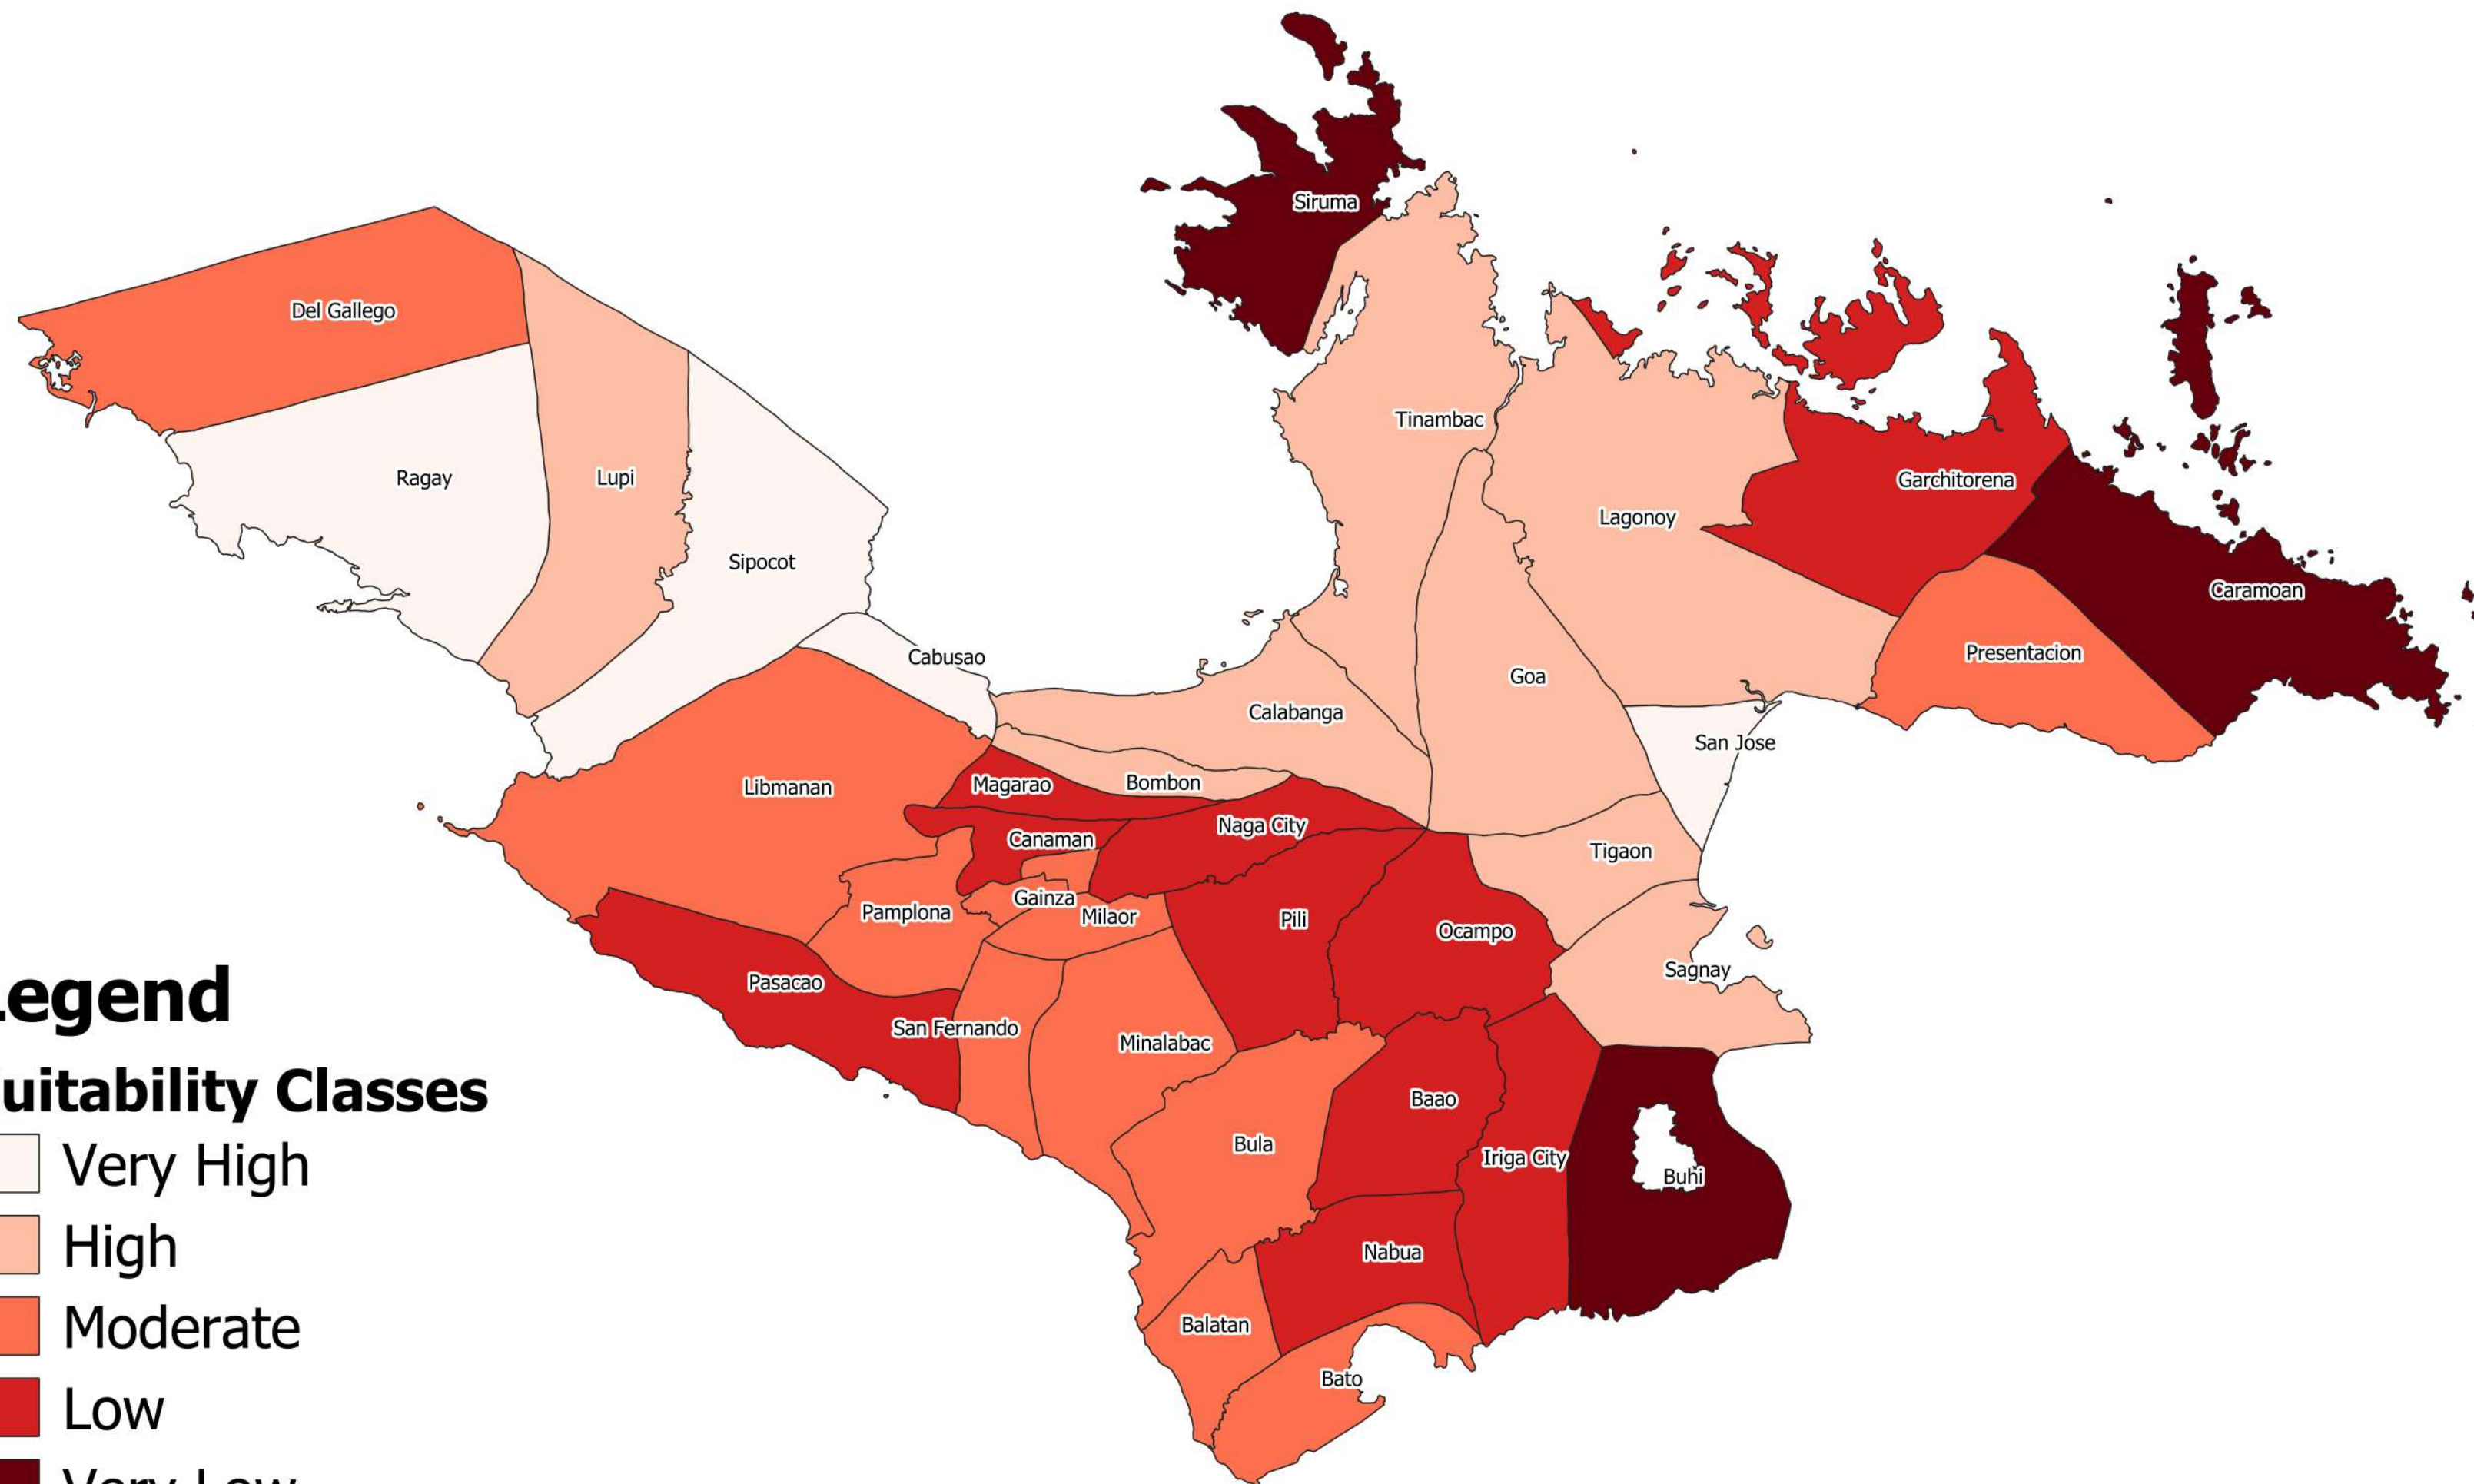 Siruma
Del Gallego
Tinambac
Ragay
Lupi
Garchitorena
Lagonoy
Sipocot
Caramoan
Cabusao
Presentacion
Goa
Calabanga
San Jose
Libmanan
Magarao
Bombon
Naga City
Canaman
Tigaon
Gainza
Pamplona
Milaor
Pili
Ocampo
Sagnay
Pasacao
San Fernando
Minalabac
Baao
Bula
Iriga City
Buhi
Nabua
Balatan
Bato
egend
uitability Classes
Very High
High
Moderate
Low
Very Low